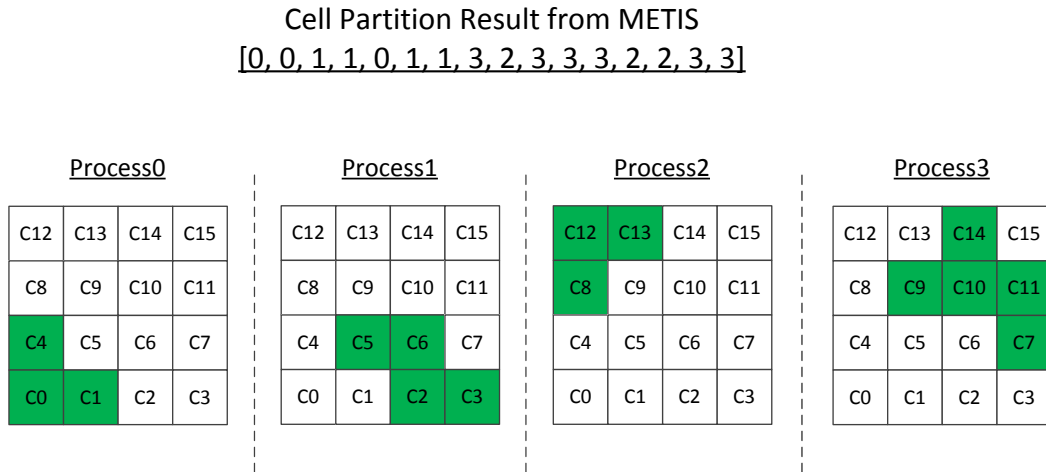 Cell Partition Result from METIS
[0, 0, 1, 1, 0, 1, 1, 3, 2, 3, 3, 3, 2, 2, 3, 3]
Process0
C12 C13 C14 C15
C8 C9 C10 C11
C4 C5 C6 C7
C0 C1 C2 C3
Process1
C12 C13 C14 C15
C8 C9 C10 C11
C4 C5 C6 C7
C0 C1 C2 C3
Process2
C12 C13 C14 C15
C8 C9 C10 C11
C4 C5 C6 C7
C0 C1 C2 C3
Process3
C12 C13 C14 C15
C8 C9 C10 C11
C4 C5 C6 C7
C0 C1 C2 C3